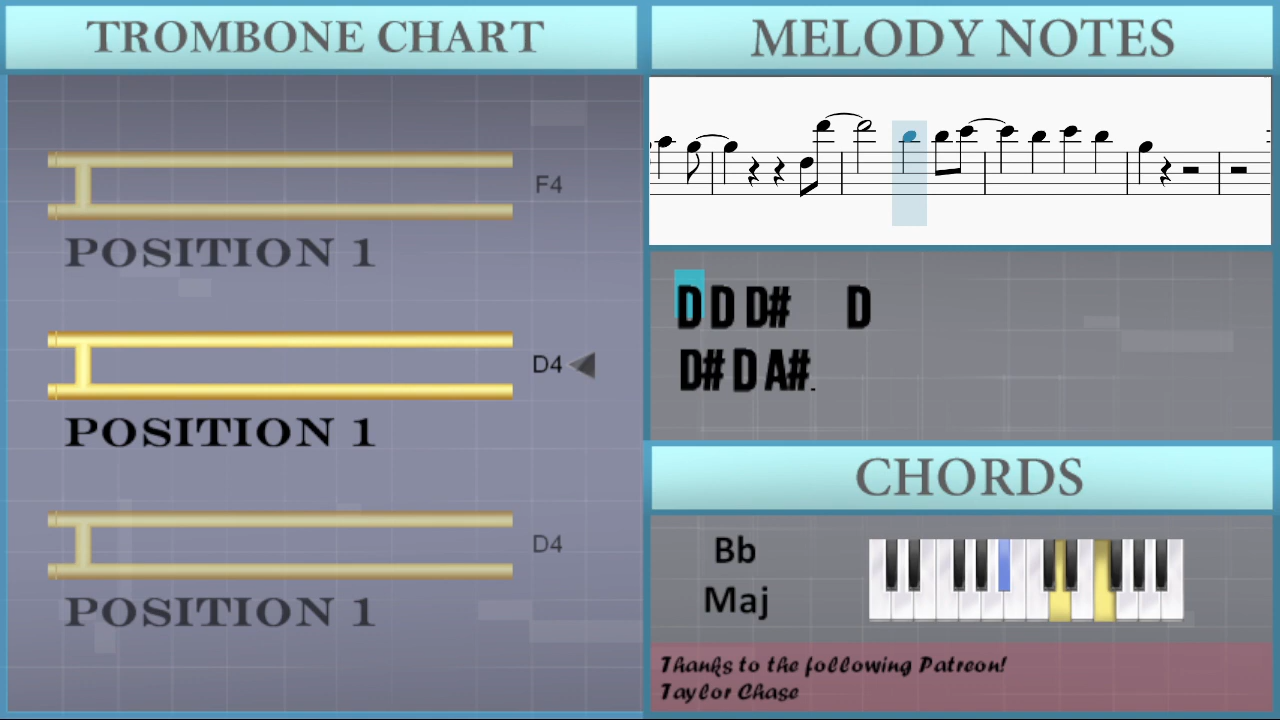 TROMBONE CHART
F4
POSITION 1
D4
POSITION 1
D4
POSITION 1
MELODY NOTES
D D D# D
D# D A#.
CHORDS
Bb
Maj
Thanks to the following Patreon!
Taylor Chase